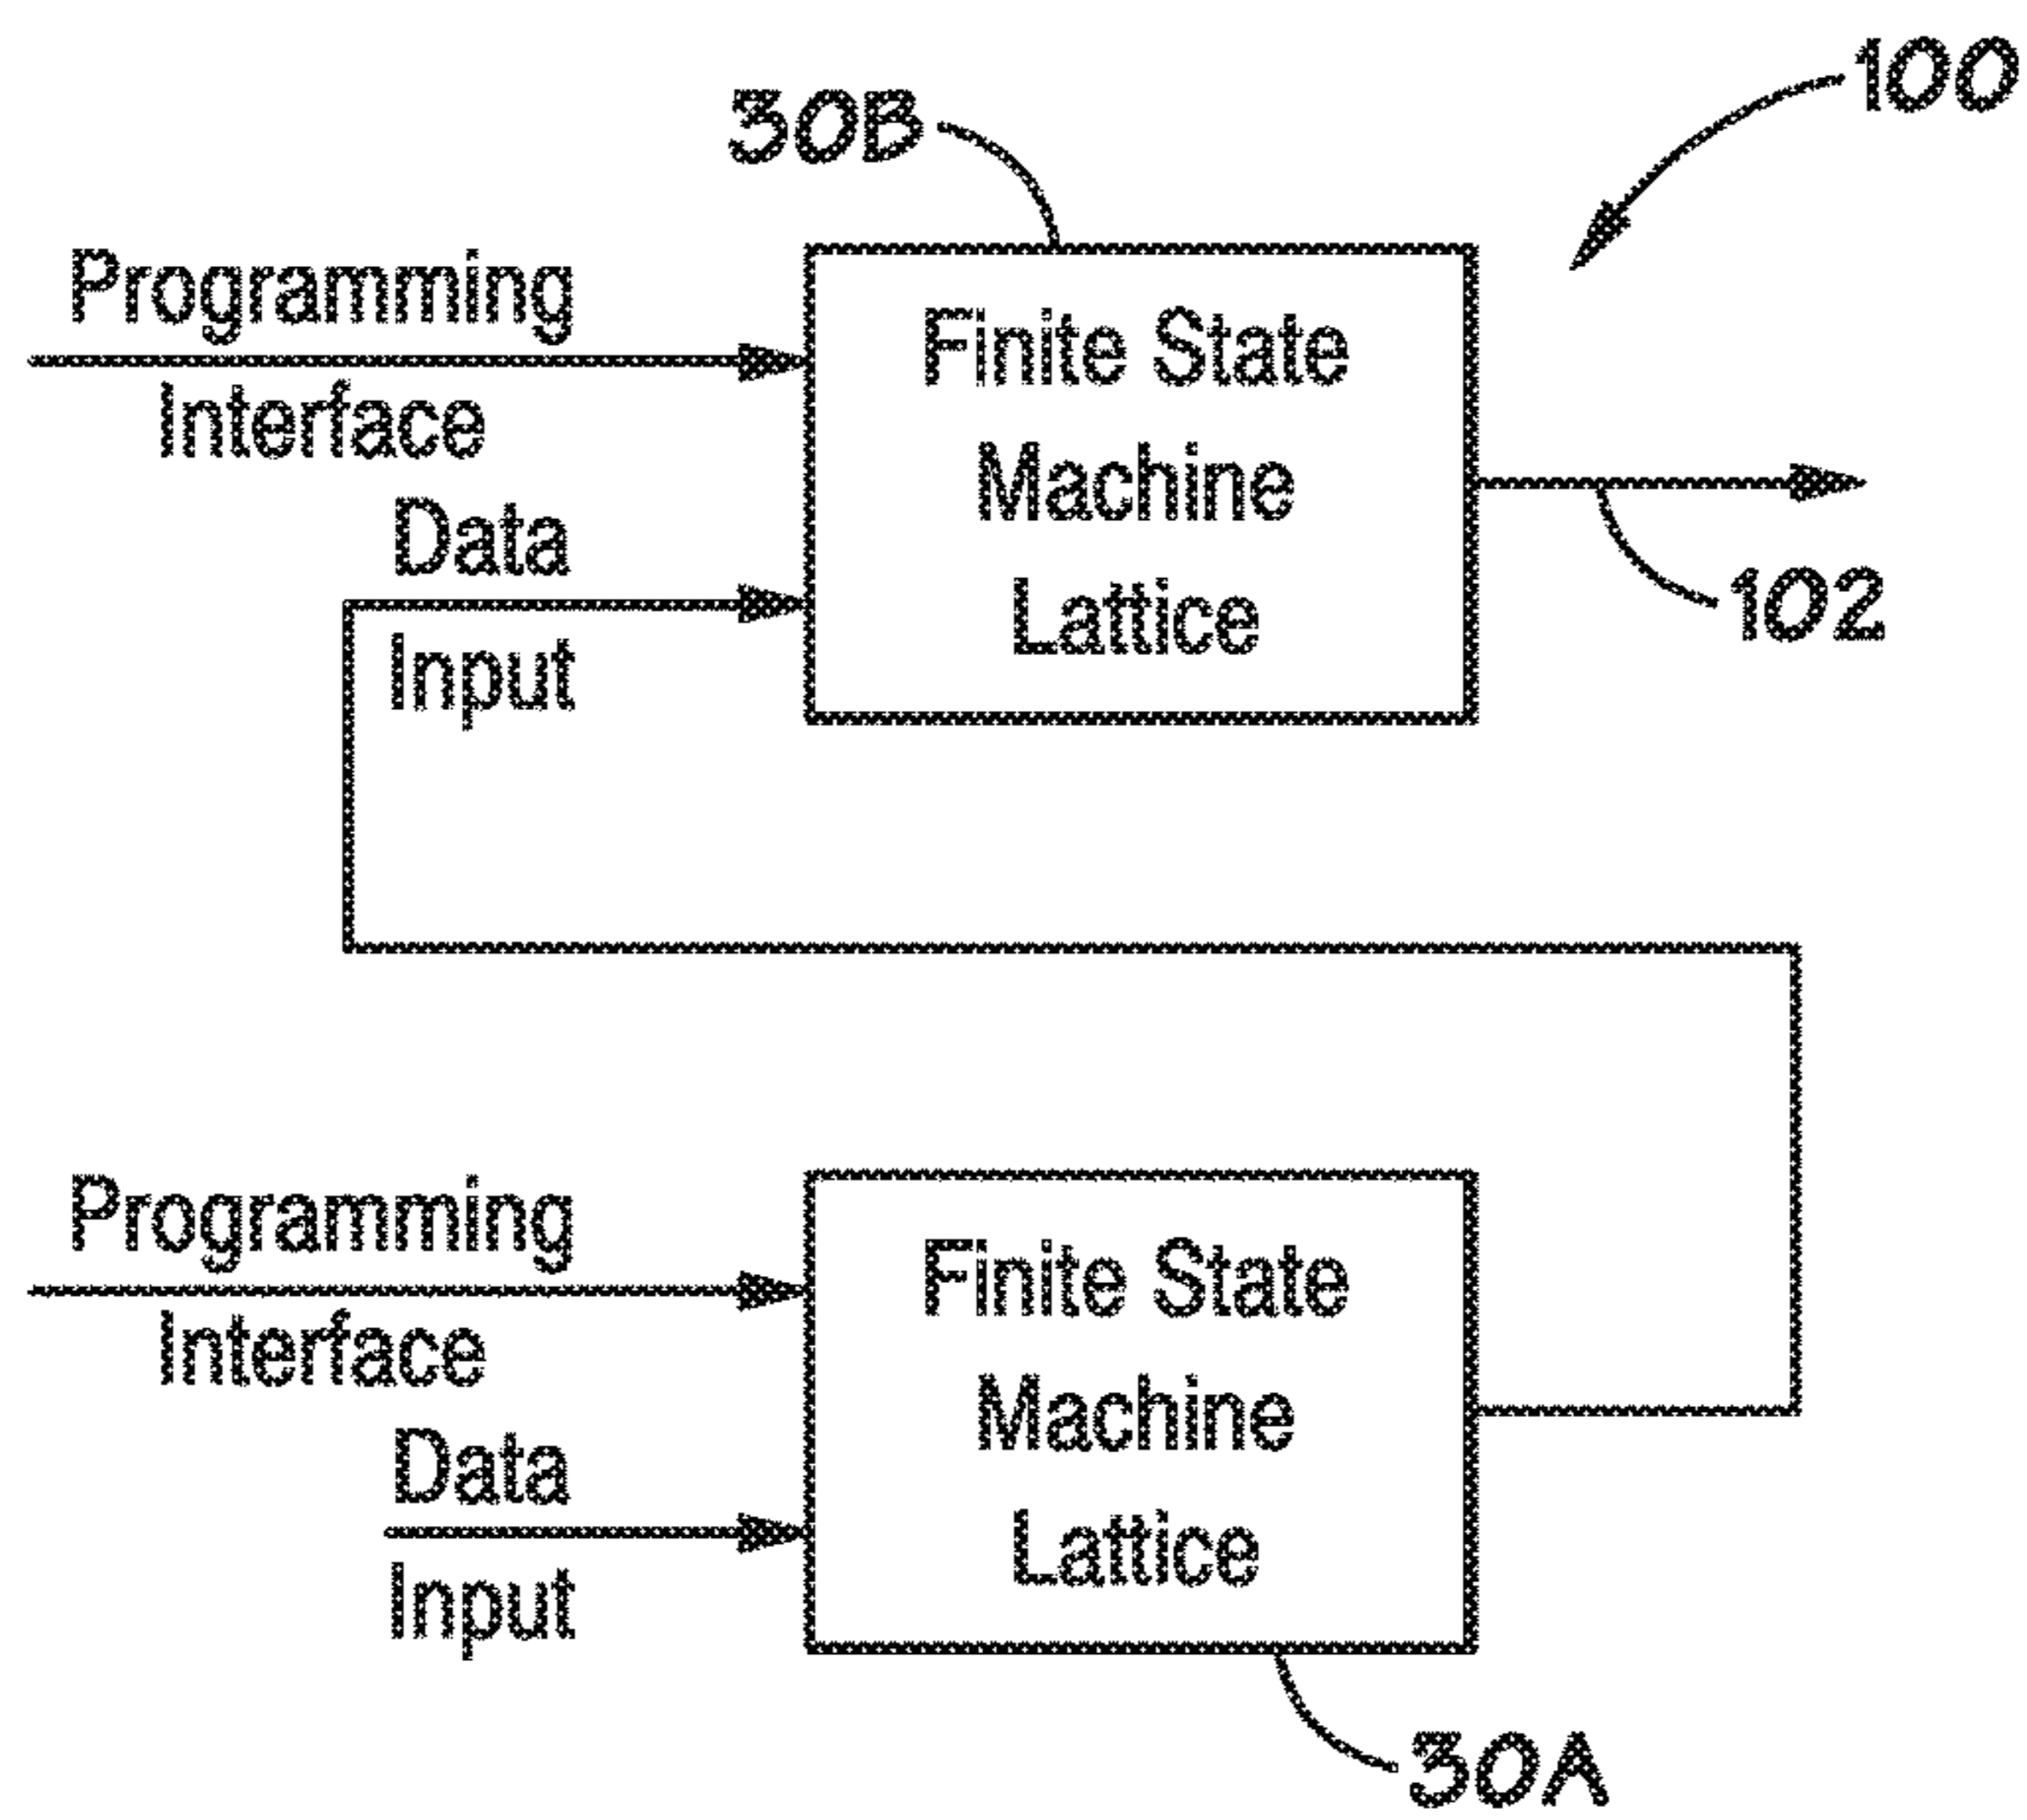 100
30B
Programming
Interface
Data
Input
Finite State
Machine
Lattice
102
Programming
Interface
Data
Input
Finite State
Machine
Lattice
30A